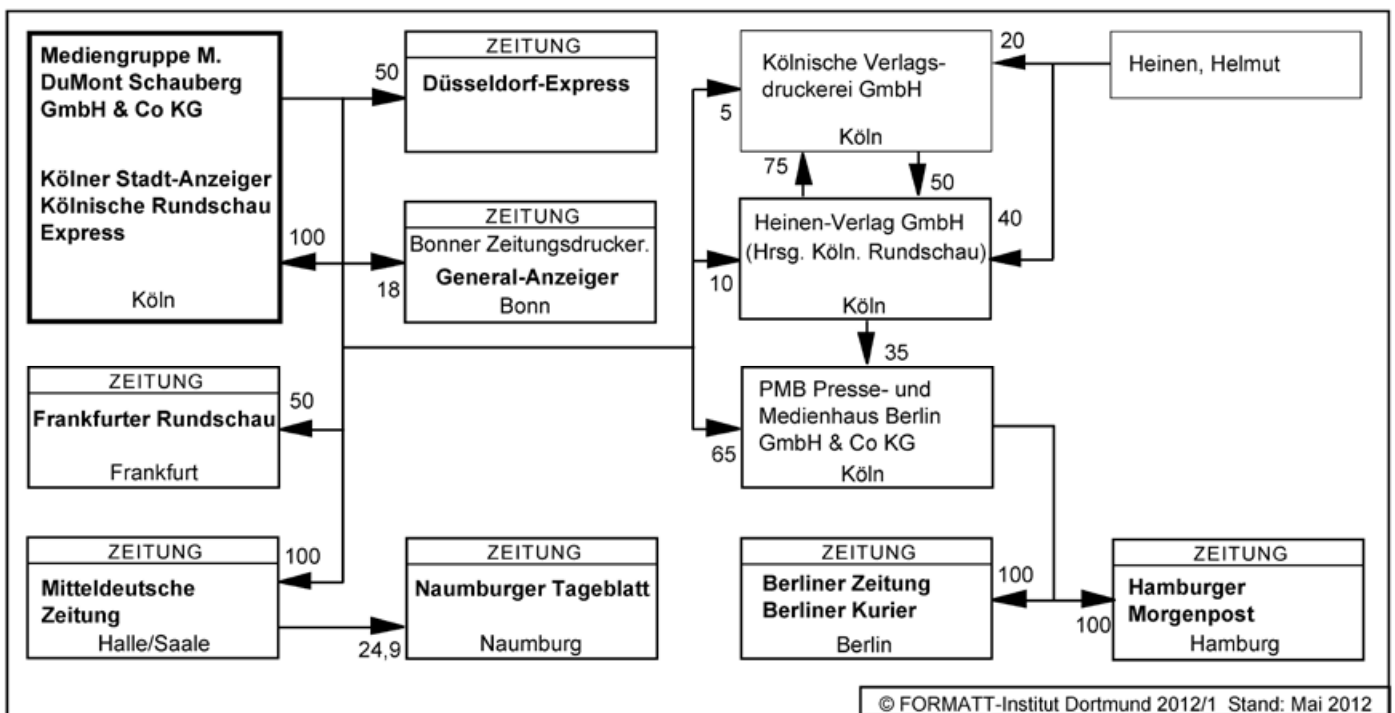 Mediengruppe M.
DuMont Schauberg
GmbH & Co KG
Kölner Stadt-Anzeiger
Kölnische Rundschau
Express
Köln
50
100
ZEITUNG
Düsseldorf-Express
ZEITUNG
Bonner Zeitungsdrucker.
General-Anzeiger
Bonn
18
Kölnische Verlags-
druckerei GmbH
Köln
5
20
Heinen, Helmut
75
50
Heinen-Verlag GmbH
(Hrsg. Köln. Rundschau)
Köln
10
40
35
ZEITUNG
Frankfurter Rundschau
Frankfurt
50
PMB Presse- und
Medienhaus Berlin
GmbH & Co KG
Köln
65
ZEITUNG
Mitteldeutsche
Zeitung
Halle/Saale
100
24,9
ZEITUNG
Naumburger Tageblatt
Naumburg
ZEITUNG
Berliner Zeitung
Berliner Kurier
Berlin
100
100
ZEITUNG
Hamburger
Morgenpost
Hamburg
© FORMATT-Institut Dortmund 2012/1 Stand: Mai 2012